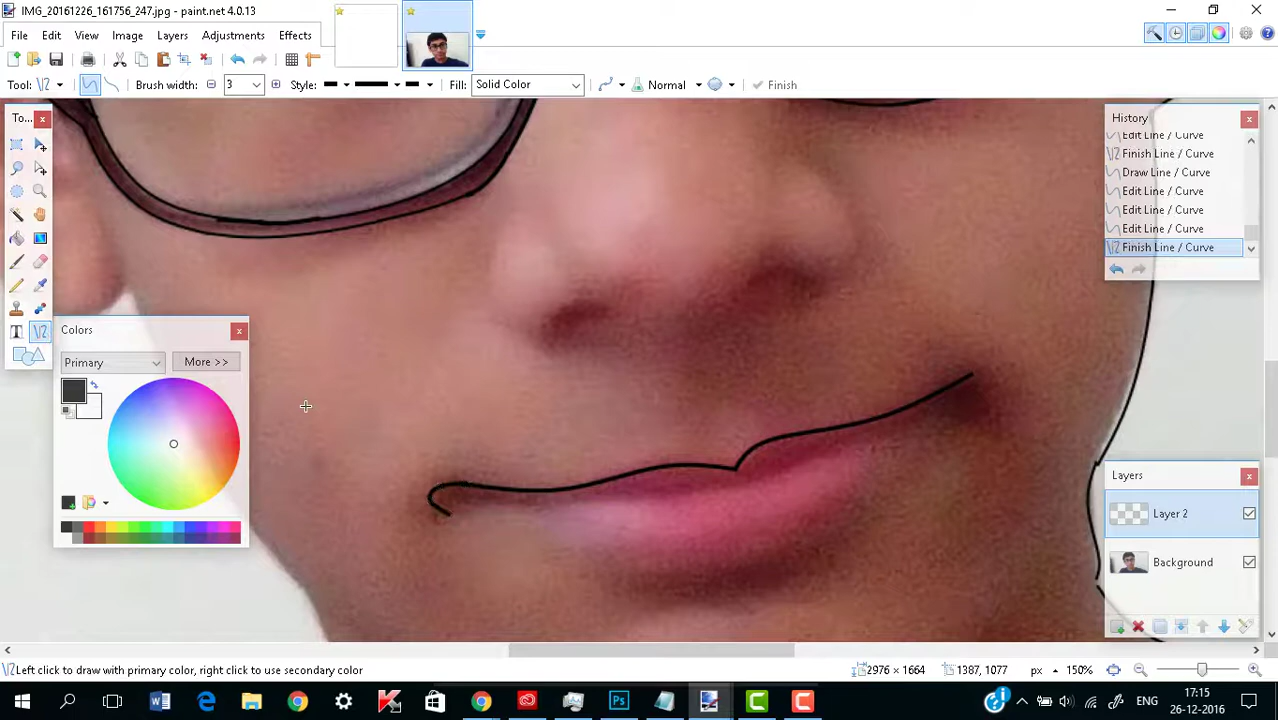 IMG_20161226_161756_247.jpg - paint.net 4.0.13
File Edit View Image Layers Adjustments Effects
Tool: Brush width: 3 Style: Fill: Solid Color Normal Finish
To...
History
Edit Line / Curve
Finish Line / Curve
Draw Line / Curve
Edit Line / Curve
Edit Line / Curve
Edit Line / Curve
Finish Line / Curve
Colors
Primary More >>
Layers
Layer 2
Background
Left click to draw with primary color, right click to use secondary color 2976 × 1664 1387, 1077 px 150%
ENG 17:15
26-12-2016